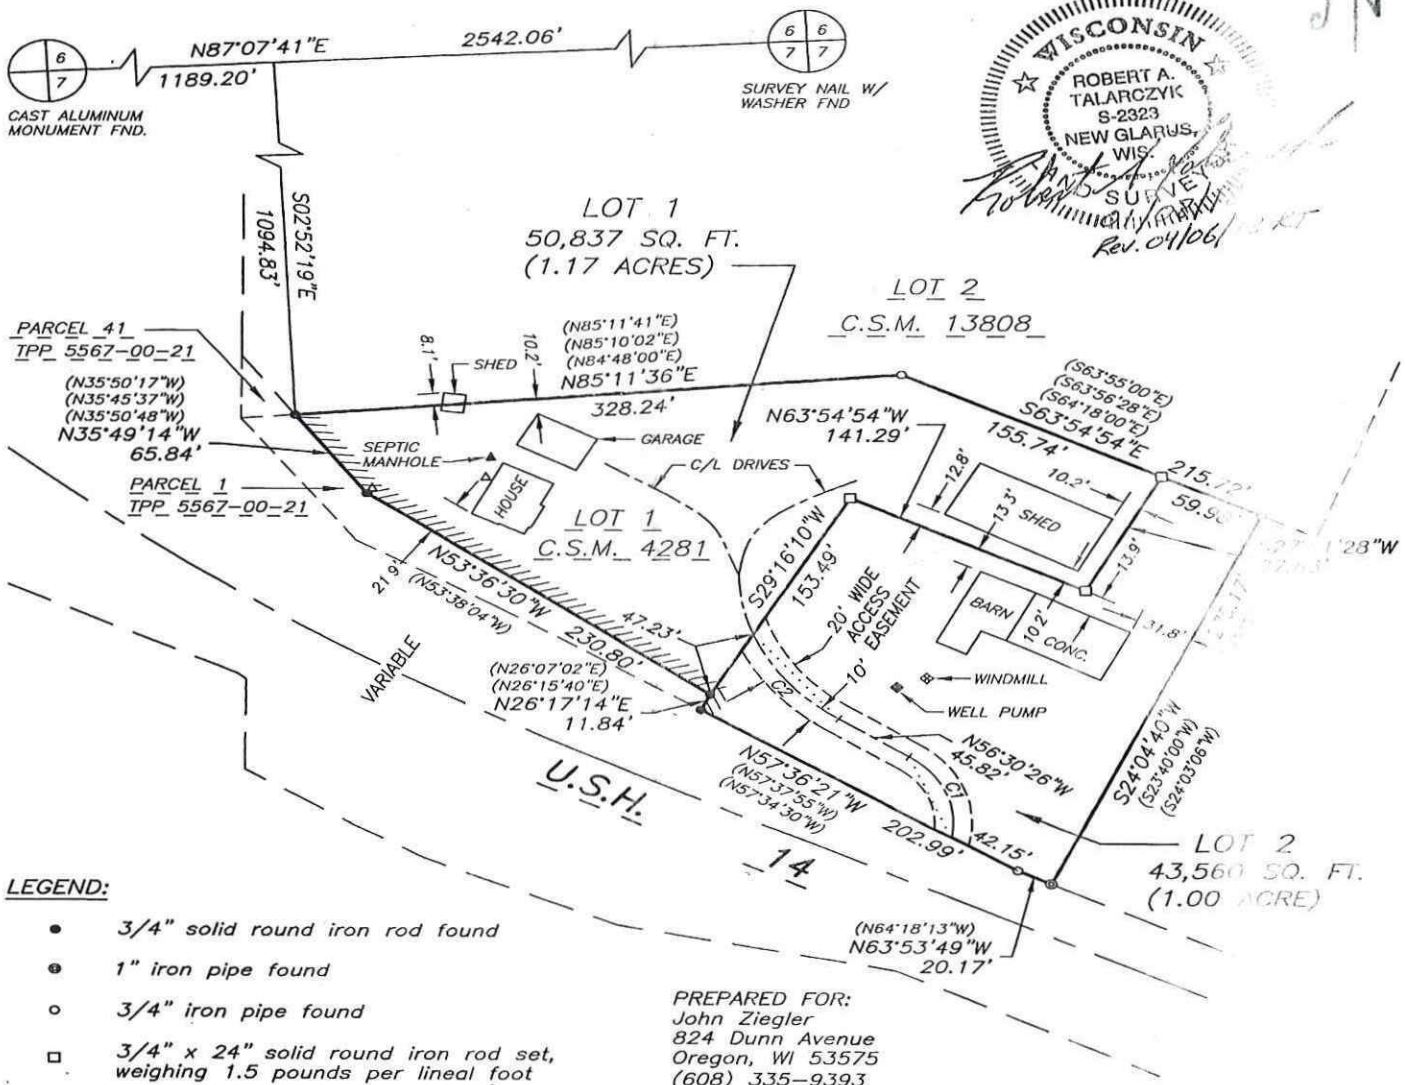 6
7
6 6
7 7
N87°07'41"E
1189.20'
2542.06'
CAST ALUMINUM
MONUMENT FND.
SURVEY NAIL W/
WASHER FND
WISCONSIN
ROBERT A.
TALARCZYK
S-2323
NEW GLARUS,
WIS.
LAND SURVEY
Rev. 04/06/
S02°52'19"E
1094.83'
LOT 1
50,837 SQ. FT.
(1.17 ACRES)
LOT 2
C.S.M. 13808
PARCEL 41
TPP 5567-00-21
(N35°50'17"W)
(N35°45'37"W)
(N35°50'48"W)
N35°49'14"W
65.84'
PARCEL 1
TPP 5567-00-21
8.1'
SHED
10.2'
(N85°11'41"E)
(N85°10'02"E)
(N84°48'00"E)
N85°11'36"E
328.24'
GARAGE
SEPTIC
MANHOLE
HOUSE
C/L DRIVES
LOT 1
C.S.M. 4281
N63°54'54"W
141.29'
(S63°55'00"E)
(S63°56'28"E)
(S64°18'00"E)
S63°54'54"E
155.74'
215.72'
59.98'
12.8'
13.3'
SHED
10.2'
13.9'
28"W
S29°16'10"W
153.49'
20' WIDE
ACCESS
EASEMENT
10'
BARN
10.2'
CONC.
31.8'
WINDMILL
WELL PUMP
21.9'
N53°36'30"W
(N53°38'04"W)
230.80'
47.23'
VARIABLE
(N26°07'02"E)
(N26°15'40"E)
N26°17'14"E
11.84'
C2
N56°30'26"W
45.82'
C1
N57°36'21"W
(N57°37'55"W)
(N57°34'30"W)
202.99'
42.15'
S24°04'40"W
(S23°40'00"W)
(S24°03'06"W)
U.S.H.
14
LOT 2
43,560 SQ. FT.
(1.00 ACRE)
(N64°18'13"W)
N63°53'49"W
20.17'
LEGEND:
3/4" solid round iron rod found
1" iron pipe found
3/4" iron pipe found
3/4" x 24" solid round iron rod set,
weighing 1.5 pounds per lineal foot
PREPARED FOR:
John Ziegler
824 Dunn Avenue
Oregon, WI 53575
(608) 335-9393